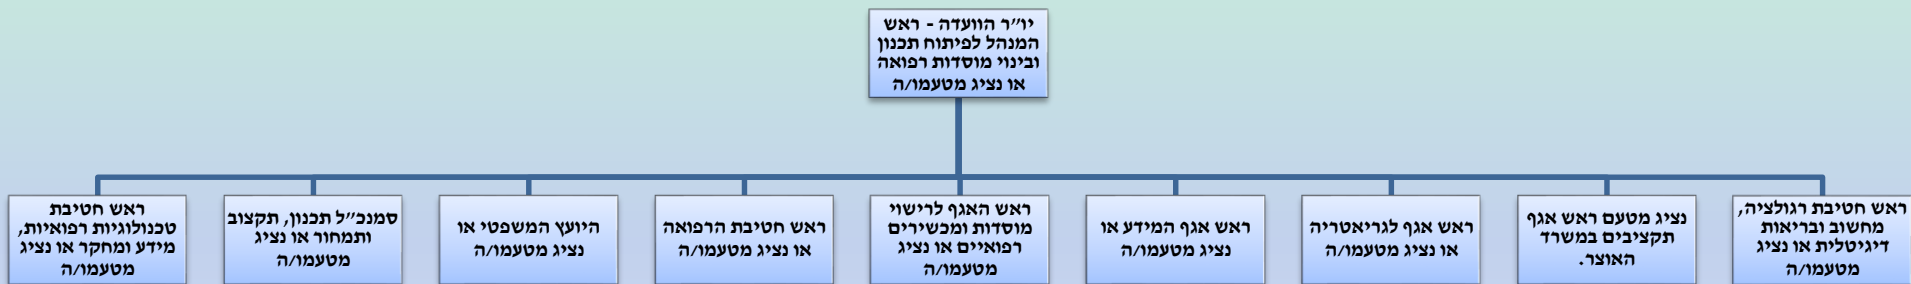 יו״ר הוועדה - ראש
המנהל לפיתוח תכנון
ובינוי מוסדות רפואה
או נציג מטעמו/ה
ראש חטיבת רגולציה,
מחשוב ובריאות
דיגיטלית או נציג
מטעמו/ה
נציג מטעם ראש אגף
תקציבים במשרד
האוצר.
ראש אגף לגריאטריה
או נציג מטעמו/ה
ראש אגף המידע או
נציג מטעמו/ה
ראש האגף לרישוי
מוסדות ומכשירים
רפואיים או נציג
מטעמו/ה
ראש חטיבת הרפואה
או נציג מטעמו/ה
היועץ המשפטי או
נציג מטעמו/ה
סמנכ״ל תכנון, תקצוב
ותמחור או נציג
מטעמו/ה
ראש חטיבת
טכנולוגיות רפואיות,
מידע ומחקר או נציג
מטעמו/ה